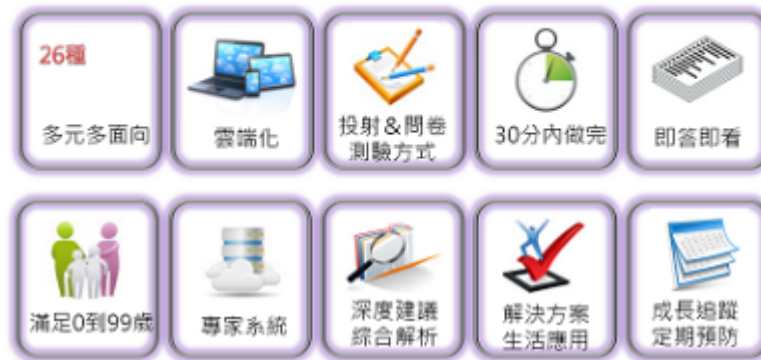 26種
多元多面向
雲端化
投射&問卷
測驗方式
30分內做完
即答即看
滿足0到99歲
專家系統
深度建議
綜合解析
解決方案
生活應用
成長追蹤
定期預防